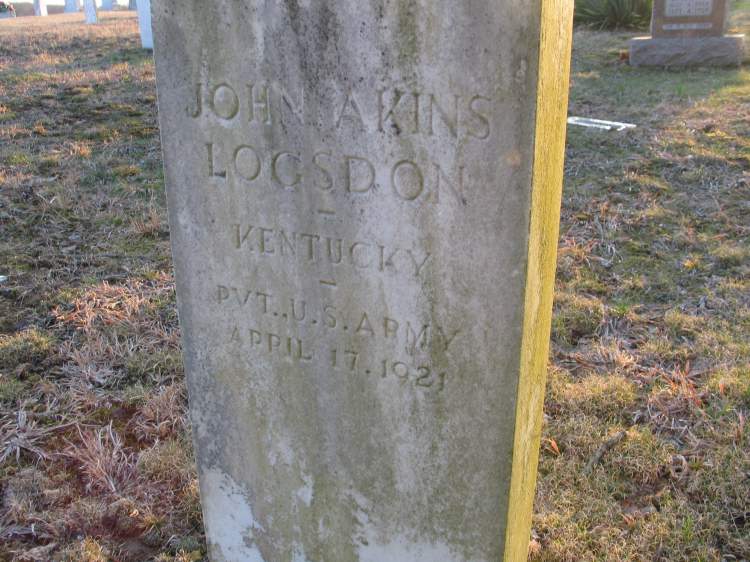 JOHN AKINS
LOGSDON
–
KENTUCKY
–
PVT., U.S. ARMY
APRIL 17, 1921